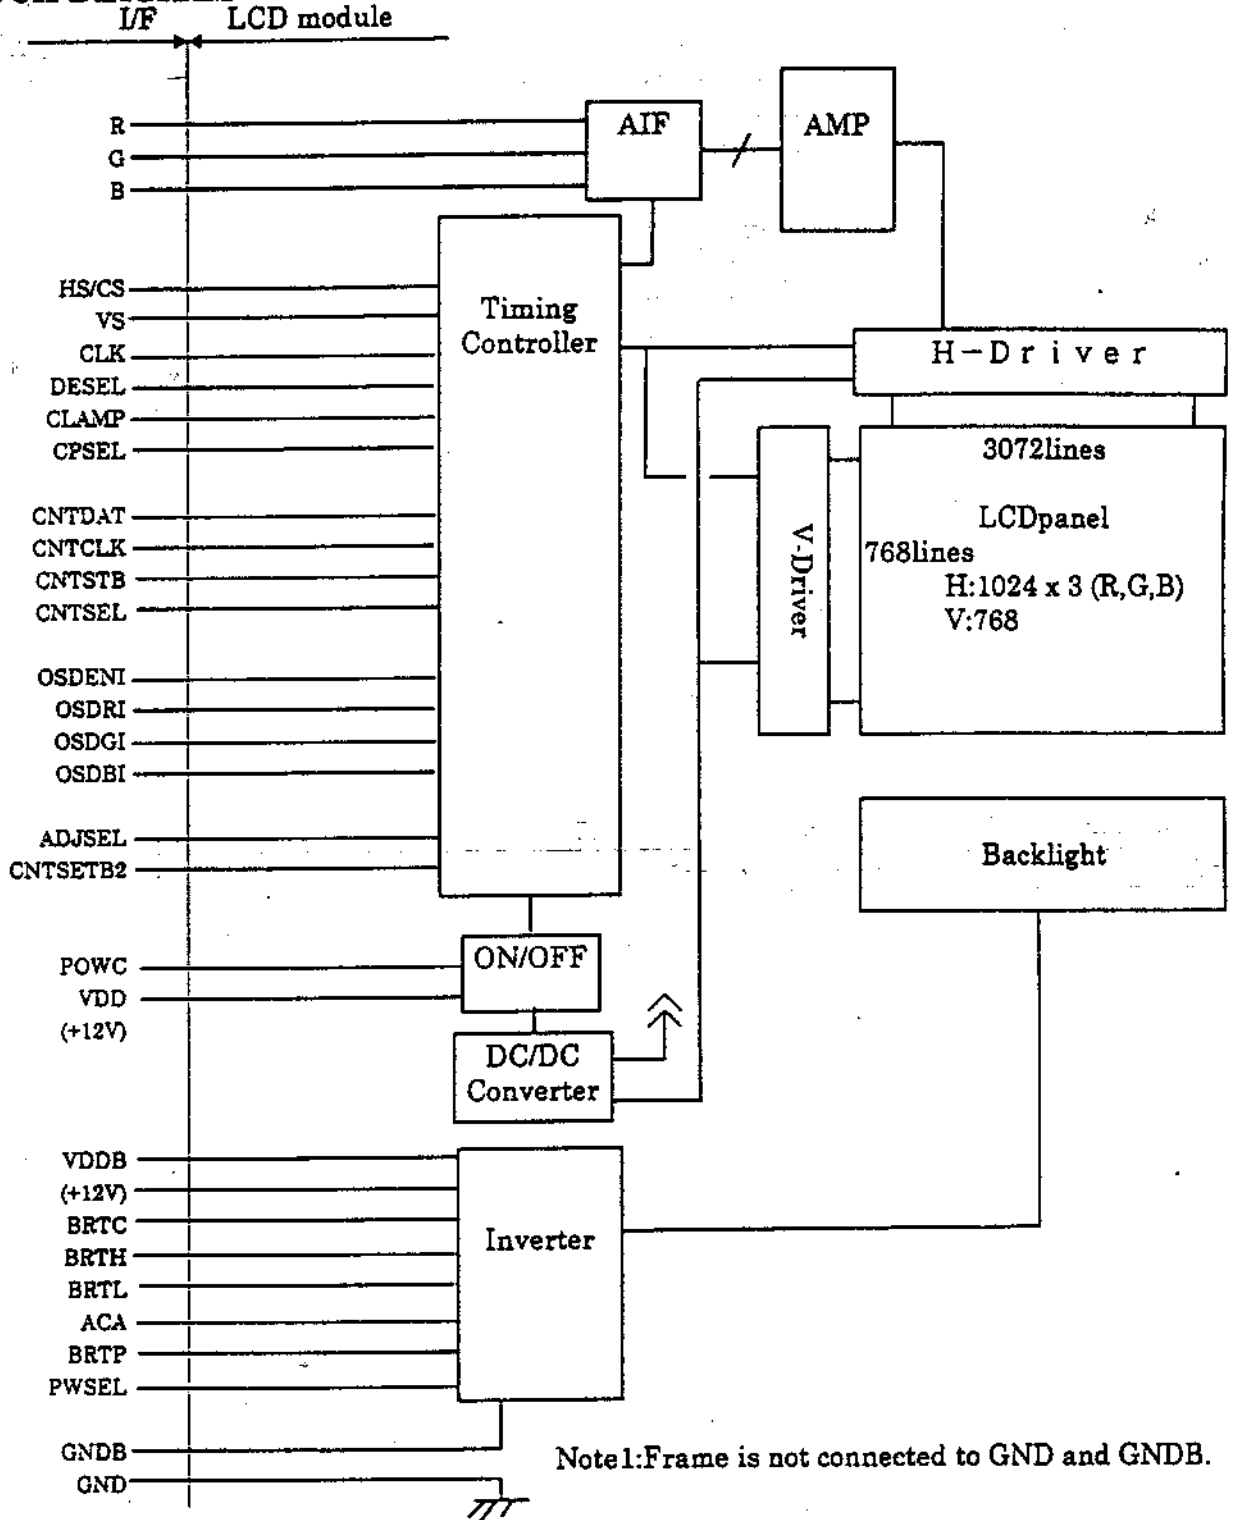 I/F LCD module
R
G
B
AIF
AMP
HS/CS
VS
CLK
DESEL
CLAMP
CPSEL
CNTDAT
CNTCLK
CNTSTB
CNTSEL
OSDENI
OSDRI
OSDGI
OSDBI
ADJSEL
CNTSETB2
Timing
Controller
H-Driver
V-Driver
3072lines
LCDpanel
768lines
H:1024 x 3 (R,G,B)
V:768
Backlight
POWC
VDD
(+12V)
ON/OFF
DC/DC
Converter
VDDB
(+12V)
BRTC
BRTH
BRTL
ACA
BRTP
PWSEL
GNDB
GND
Inverter
Note1:Frame is not connected to GND and GNDB.